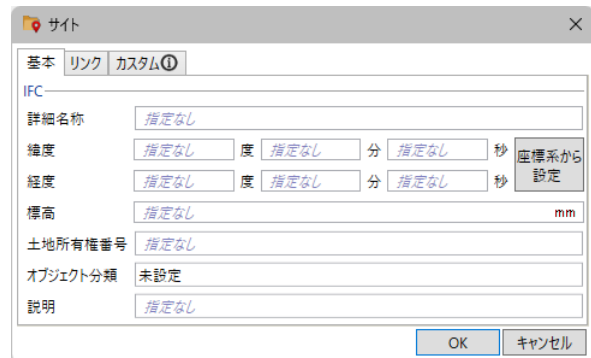 サイト
基本 リンク カスタム
IFC
詳細名称 指定なし
緯度 指定なし 度 指定なし 分 指定なし 秒
座標系から
設定
経度 指定なし 度 指定なし 分 指定なし 秒
標高 指定なし mm
土地所有権番号 指定なし
オブジェクト分類 未設定
説明 指定なし
OK キャンセル